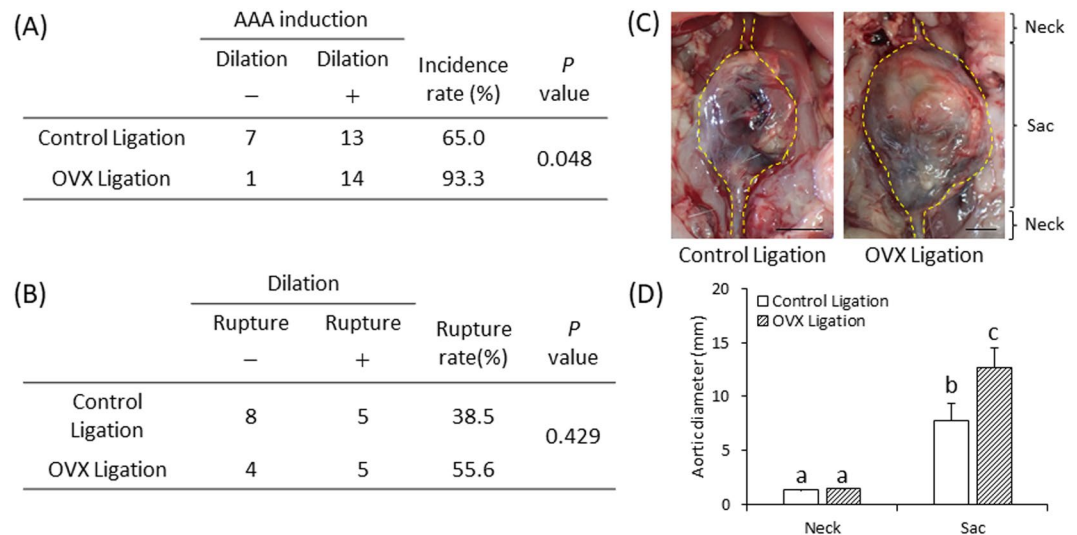 (A)
AAA induction
Dilation Dilation Incidence P
− + rate (%) value
Control Ligation 7 13 65.0
0.048
OVX Ligation 1 14 93.3
(B)
Dilation
Rupture Rupture Rupture P
− + rate(%) value
Control
Ligation 8 5 38.5
0.429
OVX Ligation 4 5 55.6
(C)
Neck
Sac
Neck
Control Ligation OVX Ligation
(D)
20
15
10
5
0
Aortic diameter (mm)
Control Ligation
OVX Ligation
a a b c
Neck Sac